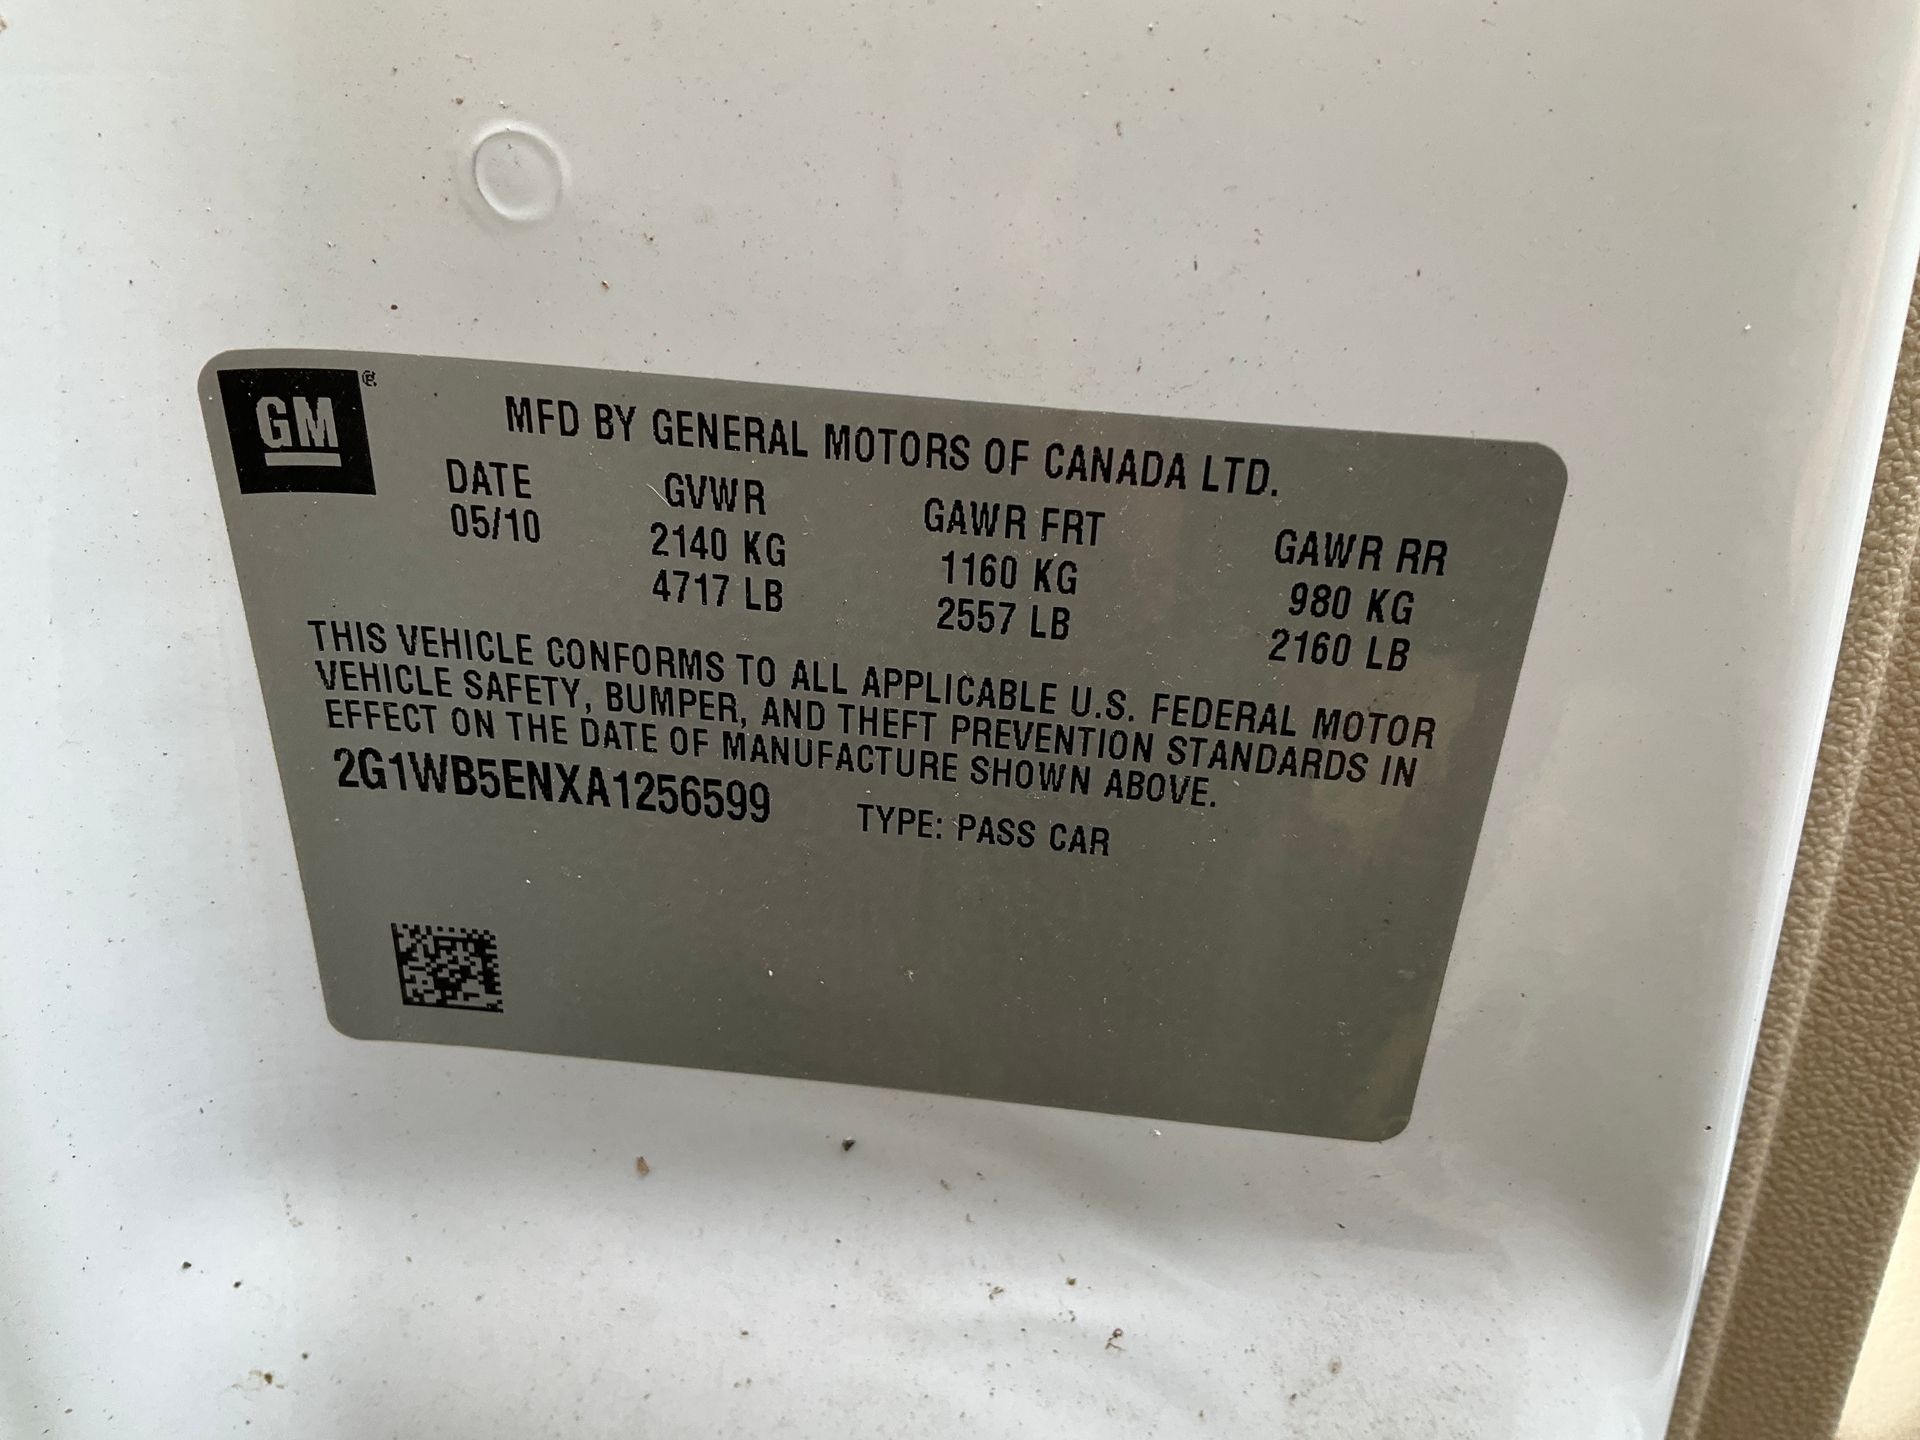 GM ®
MFD BY GENERAL MOTORS OF CANADA LTD.
DATE GVWR GAWR FRT GAWR RR
05/10 2140 KG 1160 KG 980 KG
4717 LB 2557 LB 2160 LB
THIS VEHICLE CONFORMS TO ALL APPLICABLE U.S. FEDERAL MOTOR
VEHICLE SAFETY, BUMPER, AND THEFT PREVENTION STANDARDS IN
EFFECT ON THE DATE OF MANUFACTURE SHOWN ABOVE.
2G1WB5ENXA1256599 TYPE: PASS CAR